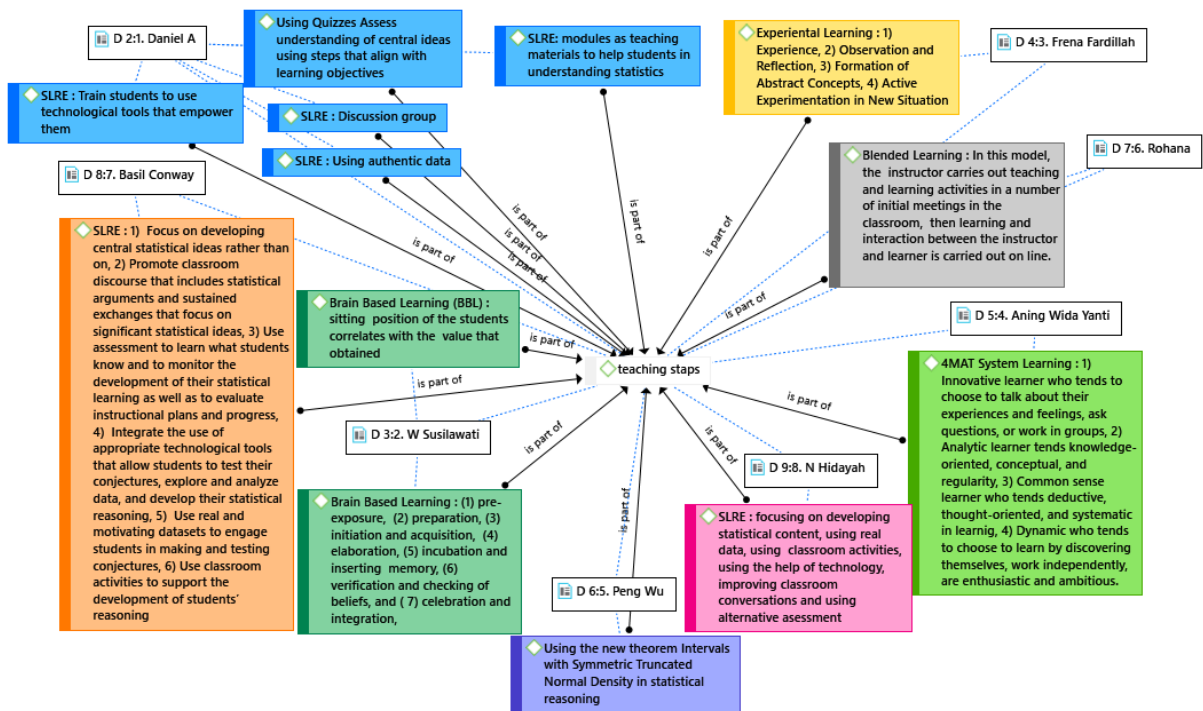 D 2:1. Daniel A
Using Quizzes Assess
understanding of central ideas
using steps that align with
learning objectives
SLRE: modules as teaching
materials to help students in
understanding statistics
Experiential Learning : 1)
Experience, 2) Observation and
Reflection, 3) Formation of
Abstract Concepts, 4) Active
Experimentation in New Situation
D 4:3. Frena Fardillah
SLRE : Train students to use
technological tools that empower
them
SLRE : Discussion group
SLRE : Using authentic data
D 8:7. Basil Conway
Blended Learning : In this model,
the instructor carries out teaching
and learning activities in a number
of initial meetings in the
classroom, then learning and
interaction between the instructor
and learner is carried out on line.
D 7:6. Rohana
SLRE : 1) Focus on developing
central statistical ideas rather than
on, 2) Promote classroom
discourse that includes statistical
arguments and sustained
exchanges that focus on
significant statistical ideas, 3) Use
assessment to learn what students
know and to monitor the
development of their statistical
learning as well as to evaluate
instructional plans and progress,
4) Integrate the use of
appropriate technological tools
that allow students to test their
conjectures, explore and analyze
data, and develop their statistical
reasoning, 5) Use real and
motivating datasets to engage
students in making and testing
conjectures, 6) Use classroom
activities to support the
development of students'
reasoning
Brain Based Learning (BBL) :
sitting position of the students
correlates with the value that
obtained
is part of
is part of
is part of
is part of
is part of
is part of
is part of
is part of
is part of
is part of
is part of
is part of
is part of
teaching staps
D 5:4. Aning Wida Yanti
4MAT System Learning : 1)
Innovative learner who tends to
choose to talk about their
experiences and feelings, ask
questions, or work in groups, 2)
Analytic learner tends knowledge-
oriented, conceptual, and
regularity, 3) Common sense
learner who tends deductive,
thought-oriented, and systematic
in learnig, 4) Dynamic who tends
to choose to learn by discovering
themselves, work independently,
are enthusiastic and ambitious.
D 3:2. W Susilawati
D 9:8. N Hidayah
Brain Based Learning : (1) pre-
exposure, (2) preparation, (3)
initiation and acquisition, (4)
elaboration, (5) incubation and
inserting memory, (6)
verification and checking of
beliefs, and ( 7) celebration and
integration,
SLRE : focusing on developing
statistical content, using real
data, using classroom activities,
using the help of technology,
improving classroom
conversations and using
alternative asessment
D 6:5. Peng Wu
Using the new theorem Intervals
with Symmetric Truncated
Normal Density in statistical
reasoning